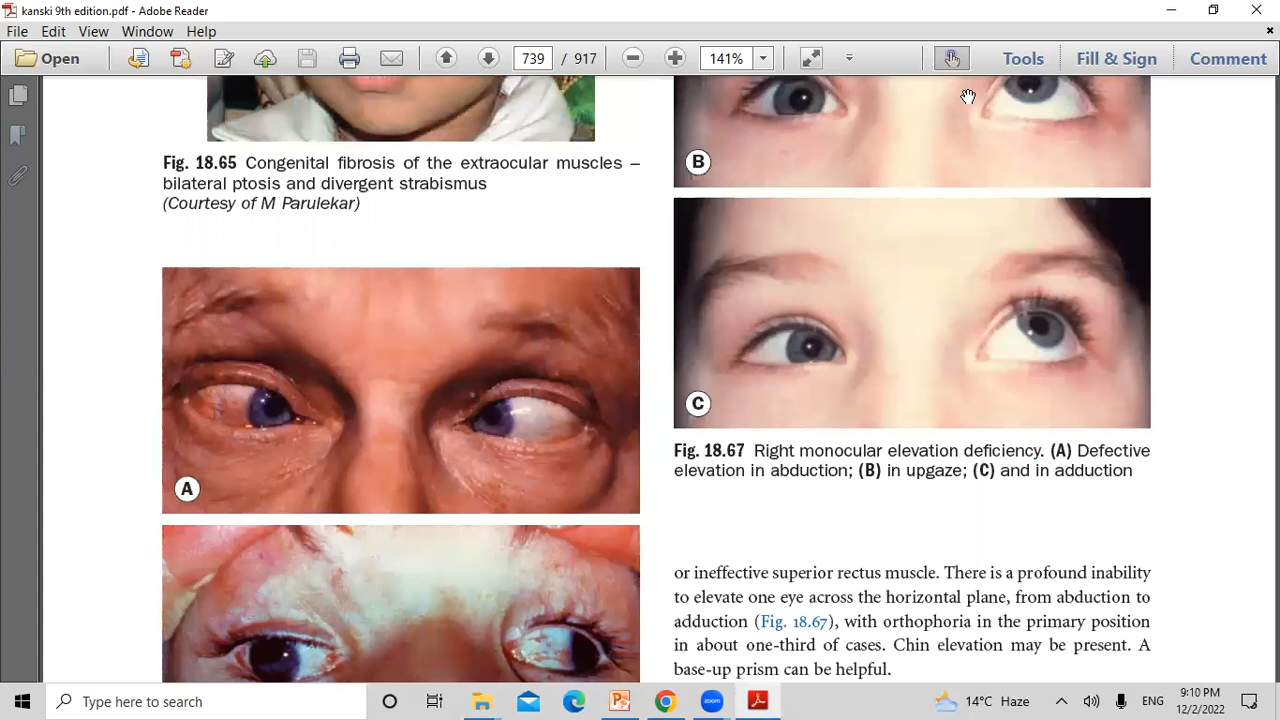 kanski 9th edition.pdf - Adobe Reader
File Edit View Window Help
Open 739 / 917 141% Tools Fill & Sign Comment
Fig. 18.65 Congenital fibrosis of the extraocular muscles –
bilateral ptosis and divergent strabismus
(Courtesy of M Parulekar)
A
B
C
Fig. 18.67 Right monocular elevation deficiency. (A) Defective
elevation in abduction; (B) in upgaze; (C) and in adduction
or ineffective superior rectus muscle. There is a profound inability
to elevate one eye across the horizontal plane, from abduction to
adduction (Fig. 18.67), with orthophoria in the primary position
in about one-third of cases. Chin elevation may be present. A
base-up prism can be helpful.
Type here to search
zoom
14°C Haze
ENG
9:10 PM
12/2/2022